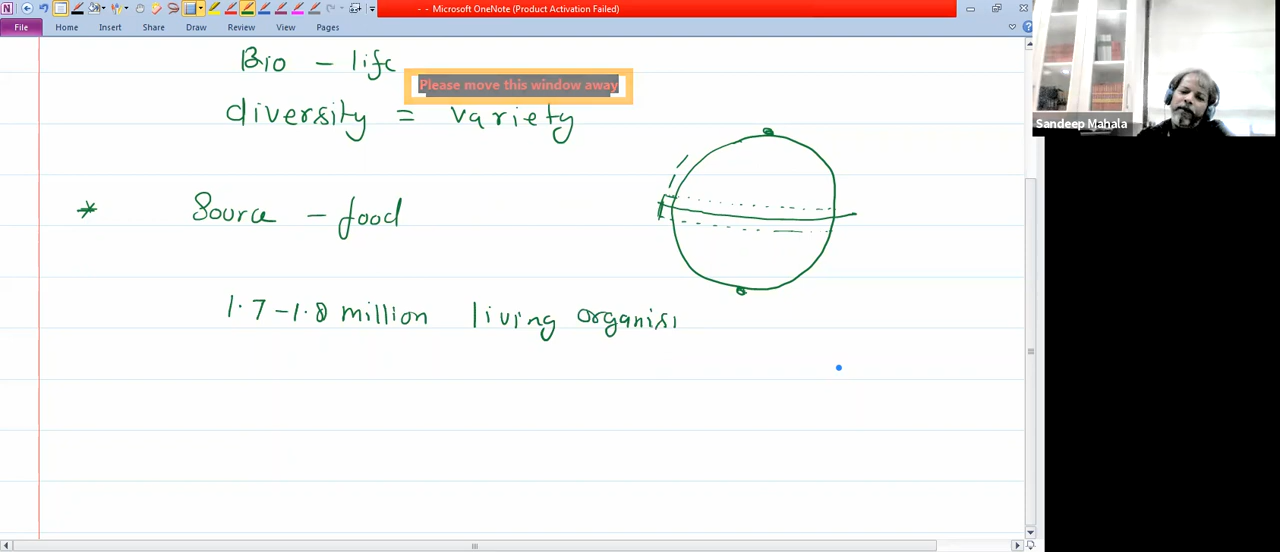 - - Microsoft OneNote (Product Activation Failed)
File Home Insert Share Draw Review View Pages
Bio - life
Please move this window away
diversity = variety
Sandeep Mahala
* Source - food
1.7-1.8 million living organisi